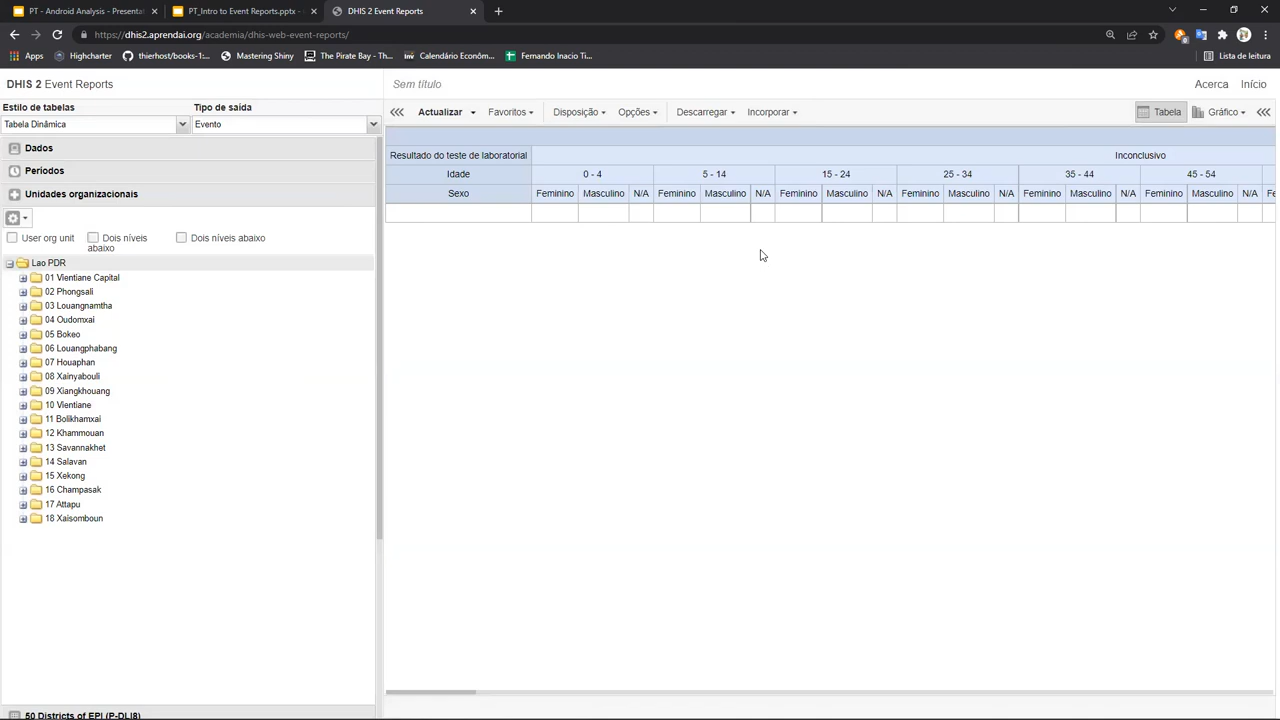 PT - Android Analysis - Presentat
PT_Intro to Event Reports.pptx -
DHIS 2 Event Reports
https://dhis2.aprendai.org/academia/dhis-web-event-reports/
Apps
Highcharter
thierhost/books-1:...
Mastering Shiny
The Pirate Bay - Th...
Calendário Econôm...
Fernando Inacio Ti...
Lista de leitura
DHIS 2 Event Reports
Sem título
Acerca
Início
Estilo de tabelas
Tipo de saída
Tabela Dinâmica
Evento
Actualizar
Favoritos
Disposição
Opções
Descarregar
Incorporar
Tabela
Gráfico
Dados
Períodos
Unidades organizacionais
User org unit
Dois níveis abaixo
Dois níveis abaixo
Lao PDR
01 Vientiane Capital
02 Phongsali
03 Louangnamtha
04 Oudomxai
05 Bokeo
06 Louangphabang
07 Houaphan
08 Xainyabouli
09 Xiangkhouang
10 Vientiane
11 Bolikhamxai
12 Khammouan
13 Savannakhet
14 Salavan
15 Xekong
16 Champasak
17 Attapu
18 Xaisomboun
50 Districts of EPI (P-DLI8)
Resultado do teste de laboratorial
Inconclusivo
Idade
0 - 4
5 - 14
15 - 24
25 - 34
35 - 44
45 - 54
Sexo
Feminino Masculino N/A Feminino Masculino N/A Feminino Masculino N/A Feminino Masculino N/A Feminino Masculino N/A Feminino Masculino N/A